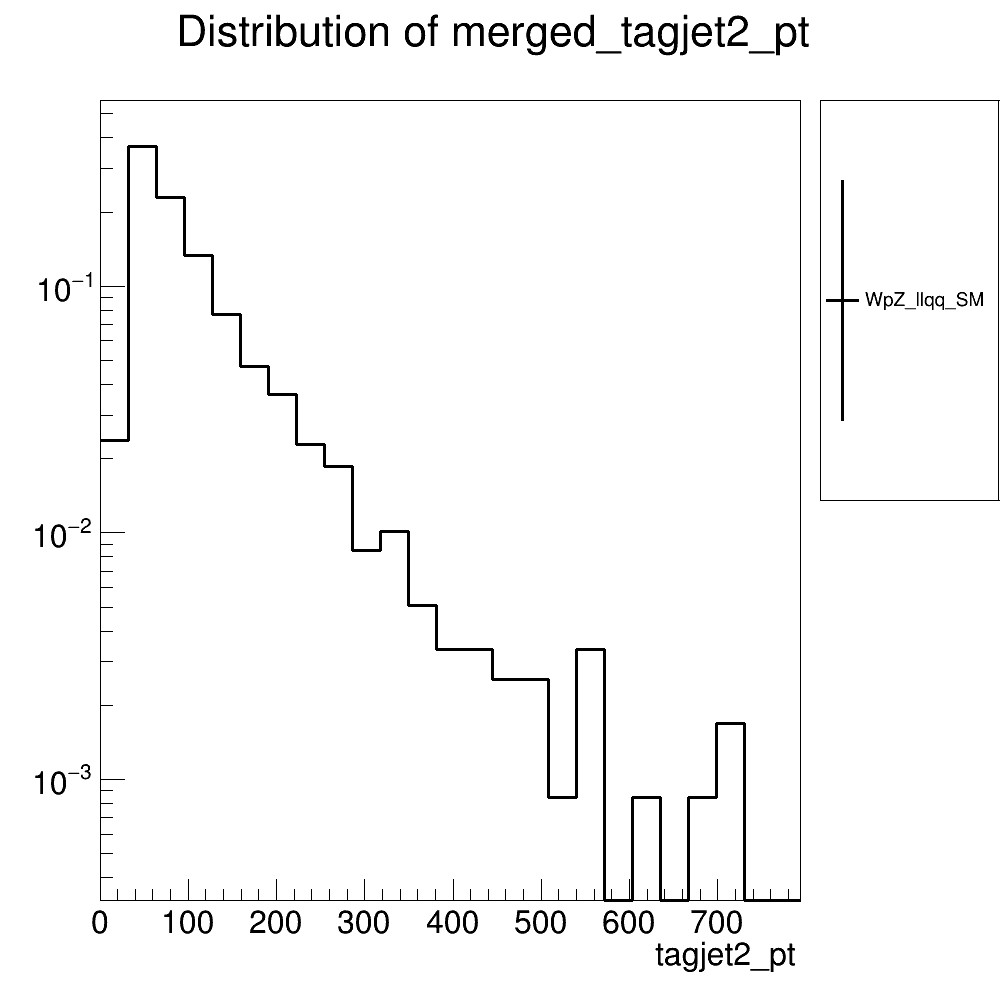 Distribution of merged_tagjet2_pt
10⁻¹
10⁻²
10⁻³
0 100 200 300 400 500 600 700
tagjet2_pt
WpZ_llqq_SM